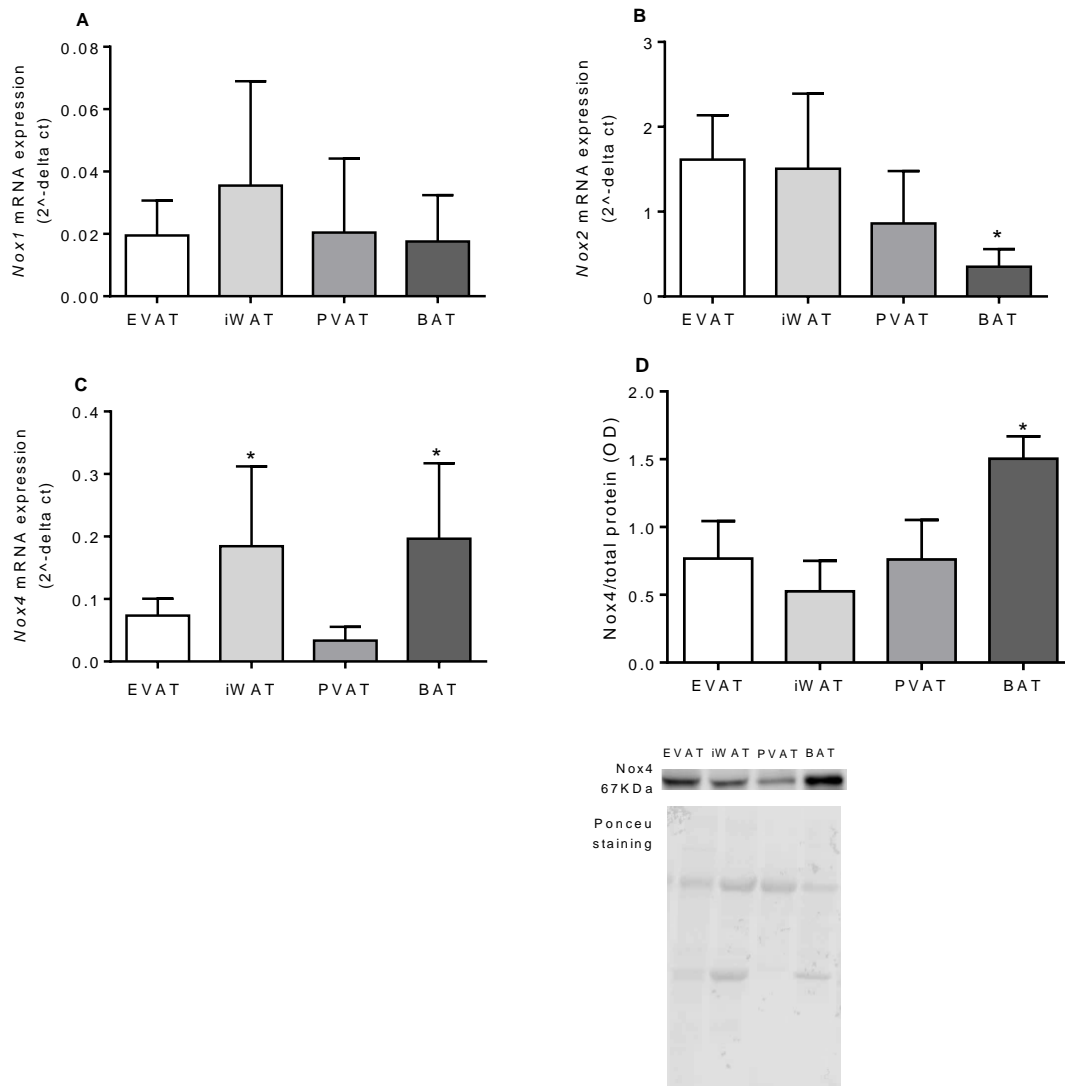 A
Nox1 mRNA expression
(2^-delta ct)
0.08
0.06
0.04
0.02
0.00
EVAT iWAT PVAT BAT
B
Nox2 mRNA expression
(2^-delta ct)
3
2
1
0
*
EVAT iWAT PVAT BAT
C
Nox4 mRNA expression
(2^-delta ct)
0.4
0.3
0.2
0.1
0.0
* *
EVAT iWAT PVAT BAT
D
Nox4/total protein (OD)
2.0
1.5
1.0
0.5
0.0
*
EVAT iWAT PVAT BAT
EVAT iWAT PVAT BAT
Nox4
67KDa
Ponceu
staining